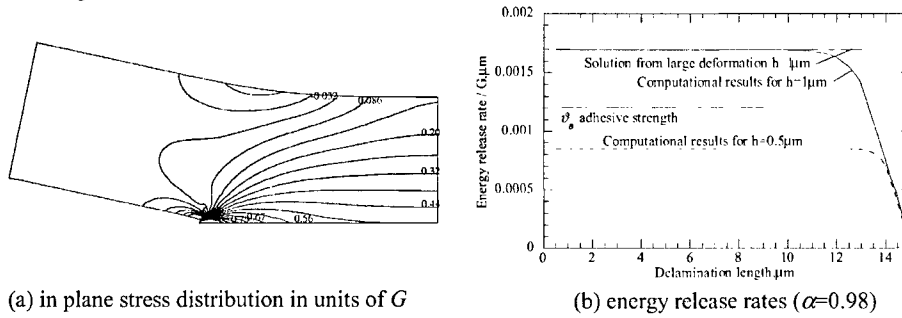 0.032
0.086
0.20
0.32
0.44
0.56
0.67
(a) in plane stress distribution in units of G
0.002
0.0015
0.001
0.0005
0
Energy release rate / G,μm
Solution from large deformation h=1μm
Computational results for h=1μm
adhesive strength
Computational results for h=0.5μm
0 2 4 6 8 10 12 14
Delamination length,μm
(b) energy release rates (α=0.98)